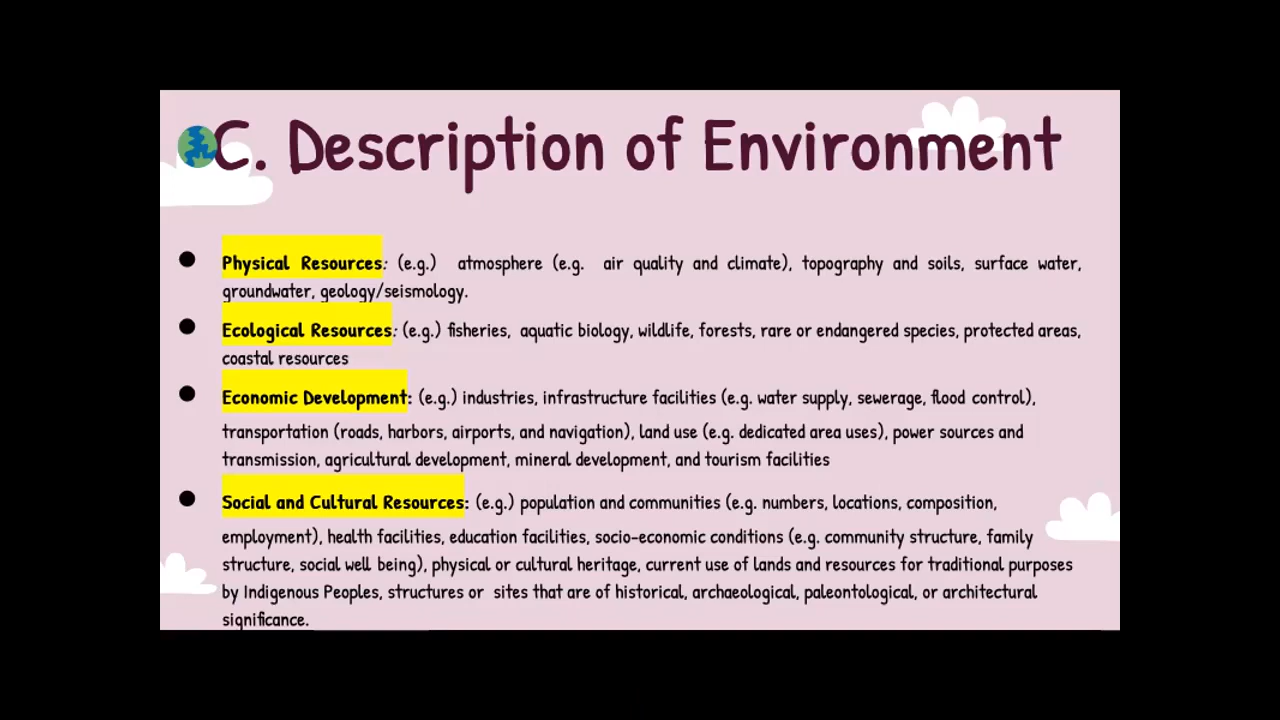 C. Description of Environment
● Physical Resources: (e.g.) atmosphere (e.g. air quality and climate), topography and soils, surface water,
groundwater, geology/seismology.
● Ecological Resources: (e.g.) fisheries, aquatic biology, wildlife, forests, rare or endangered species, protected areas,
coastal resources
● Economic Development: (e.g.) industries, infrastructure facilities (e.g. water supply, sewerage, flood control),
transportation (roads, harbors, airports, and navigation), land use (e.g. dedicated area uses), power sources and
transmission, agricultural development, mineral development, and tourism facilities
● Social and Cultural Resources: (e.g.) population and communities (e.g. numbers, locations, composition,
employment), health facilities, education facilities, socio-economic conditions (e.g. community structure, family
structure, social well being), physical or cultural heritage, current use of lands and resources for traditional purposes
by Indigenous Peoples, structures or sites that are of historical, archaeological, paleontological, or architectural
significance.